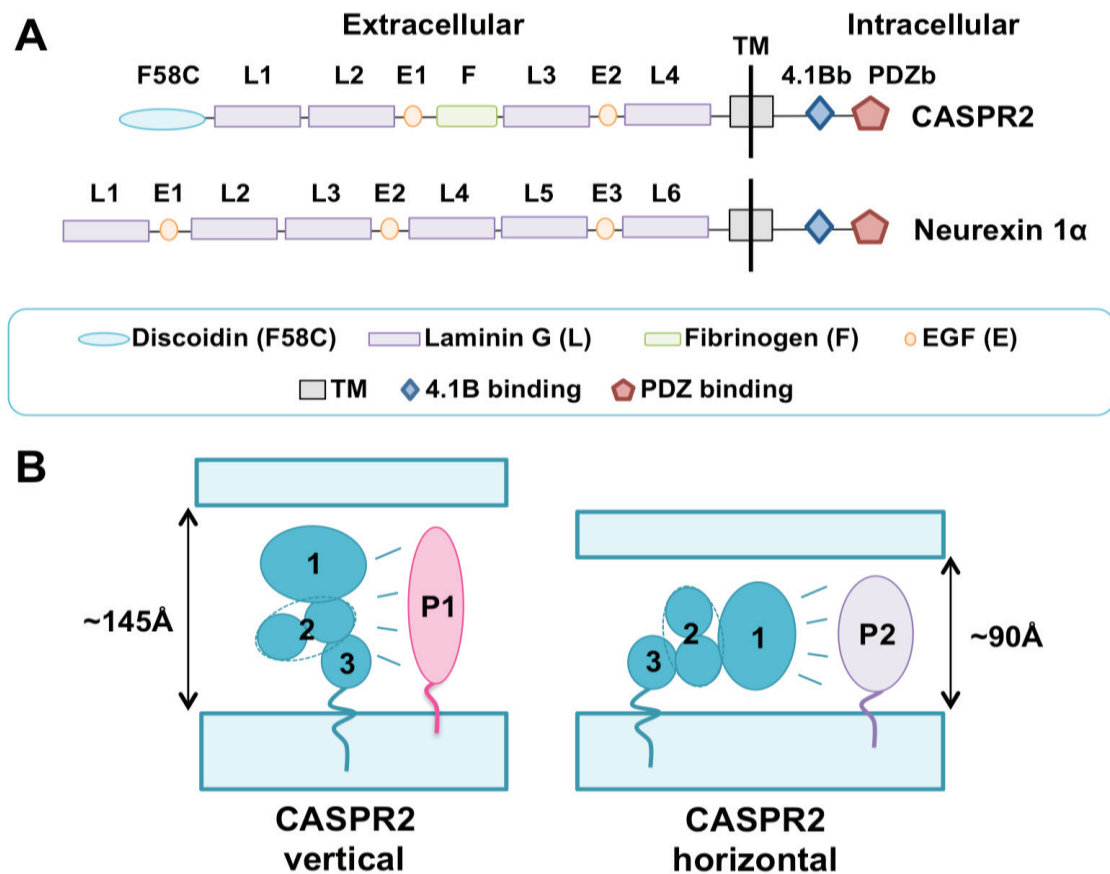 A
Extracellular
Intracellular
TM
F58C L1 L2 E1 F L3 E2 L4 4.1Bb PDZb
CASPR2
L1 E1 L2 L3 E2 L4 L5 E3 L6
Neurexin 1α
Discoidin (F58C) Laminin G (L) Fibrinogen (F) EGF (E)
TM 4.1B binding PDZ binding
B
~145Å
1
2
3
P1
CASPR2
vertical
3
2
1
P2
~90Å
CASPR2
horizontal